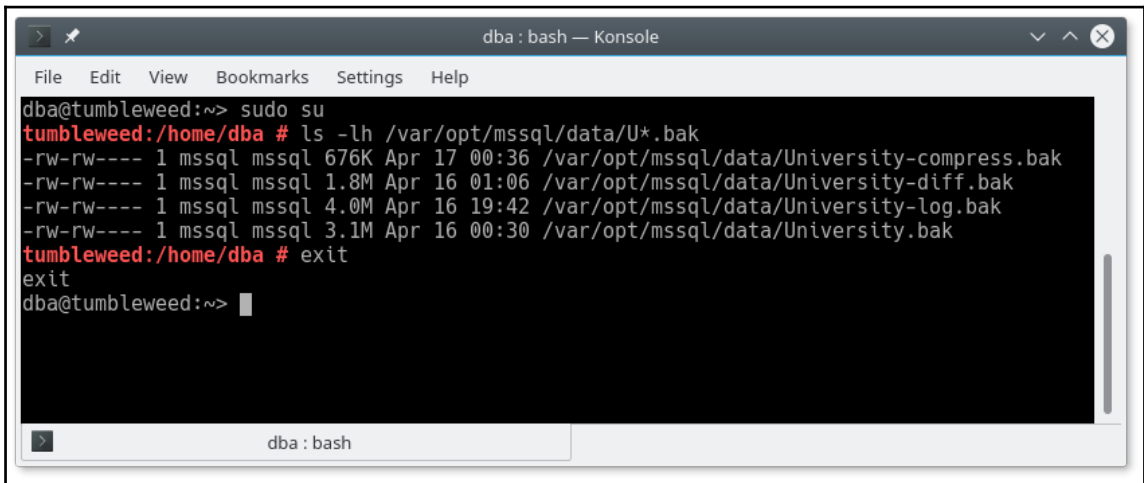 dba : bash — Konsole
File Edit View Bookmarks Settings Help
dba@tumbleweed:~> sudo su
tumbleweed:/home/dba # ls -lh /var/opt/mssql/data/U*.bak
-rw-rw---- 1 mssql mssql 676K Apr 17 00:36 /var/opt/mssql/data/University-compress.bak
-rw-rw---- 1 mssql mssql 1.8M Apr 16 01:06 /var/opt/mssql/data/University-diff.bak
-rw-rw---- 1 mssql mssql 4.0M Apr 16 19:42 /var/opt/mssql/data/University-log.bak
-rw-rw---- 1 mssql mssql 3.1M Apr 16 00:30 /var/opt/mssql/data/University.bak
tumbleweed:/home/dba # exit
exit
dba@tumbleweed:~>
dba : bash